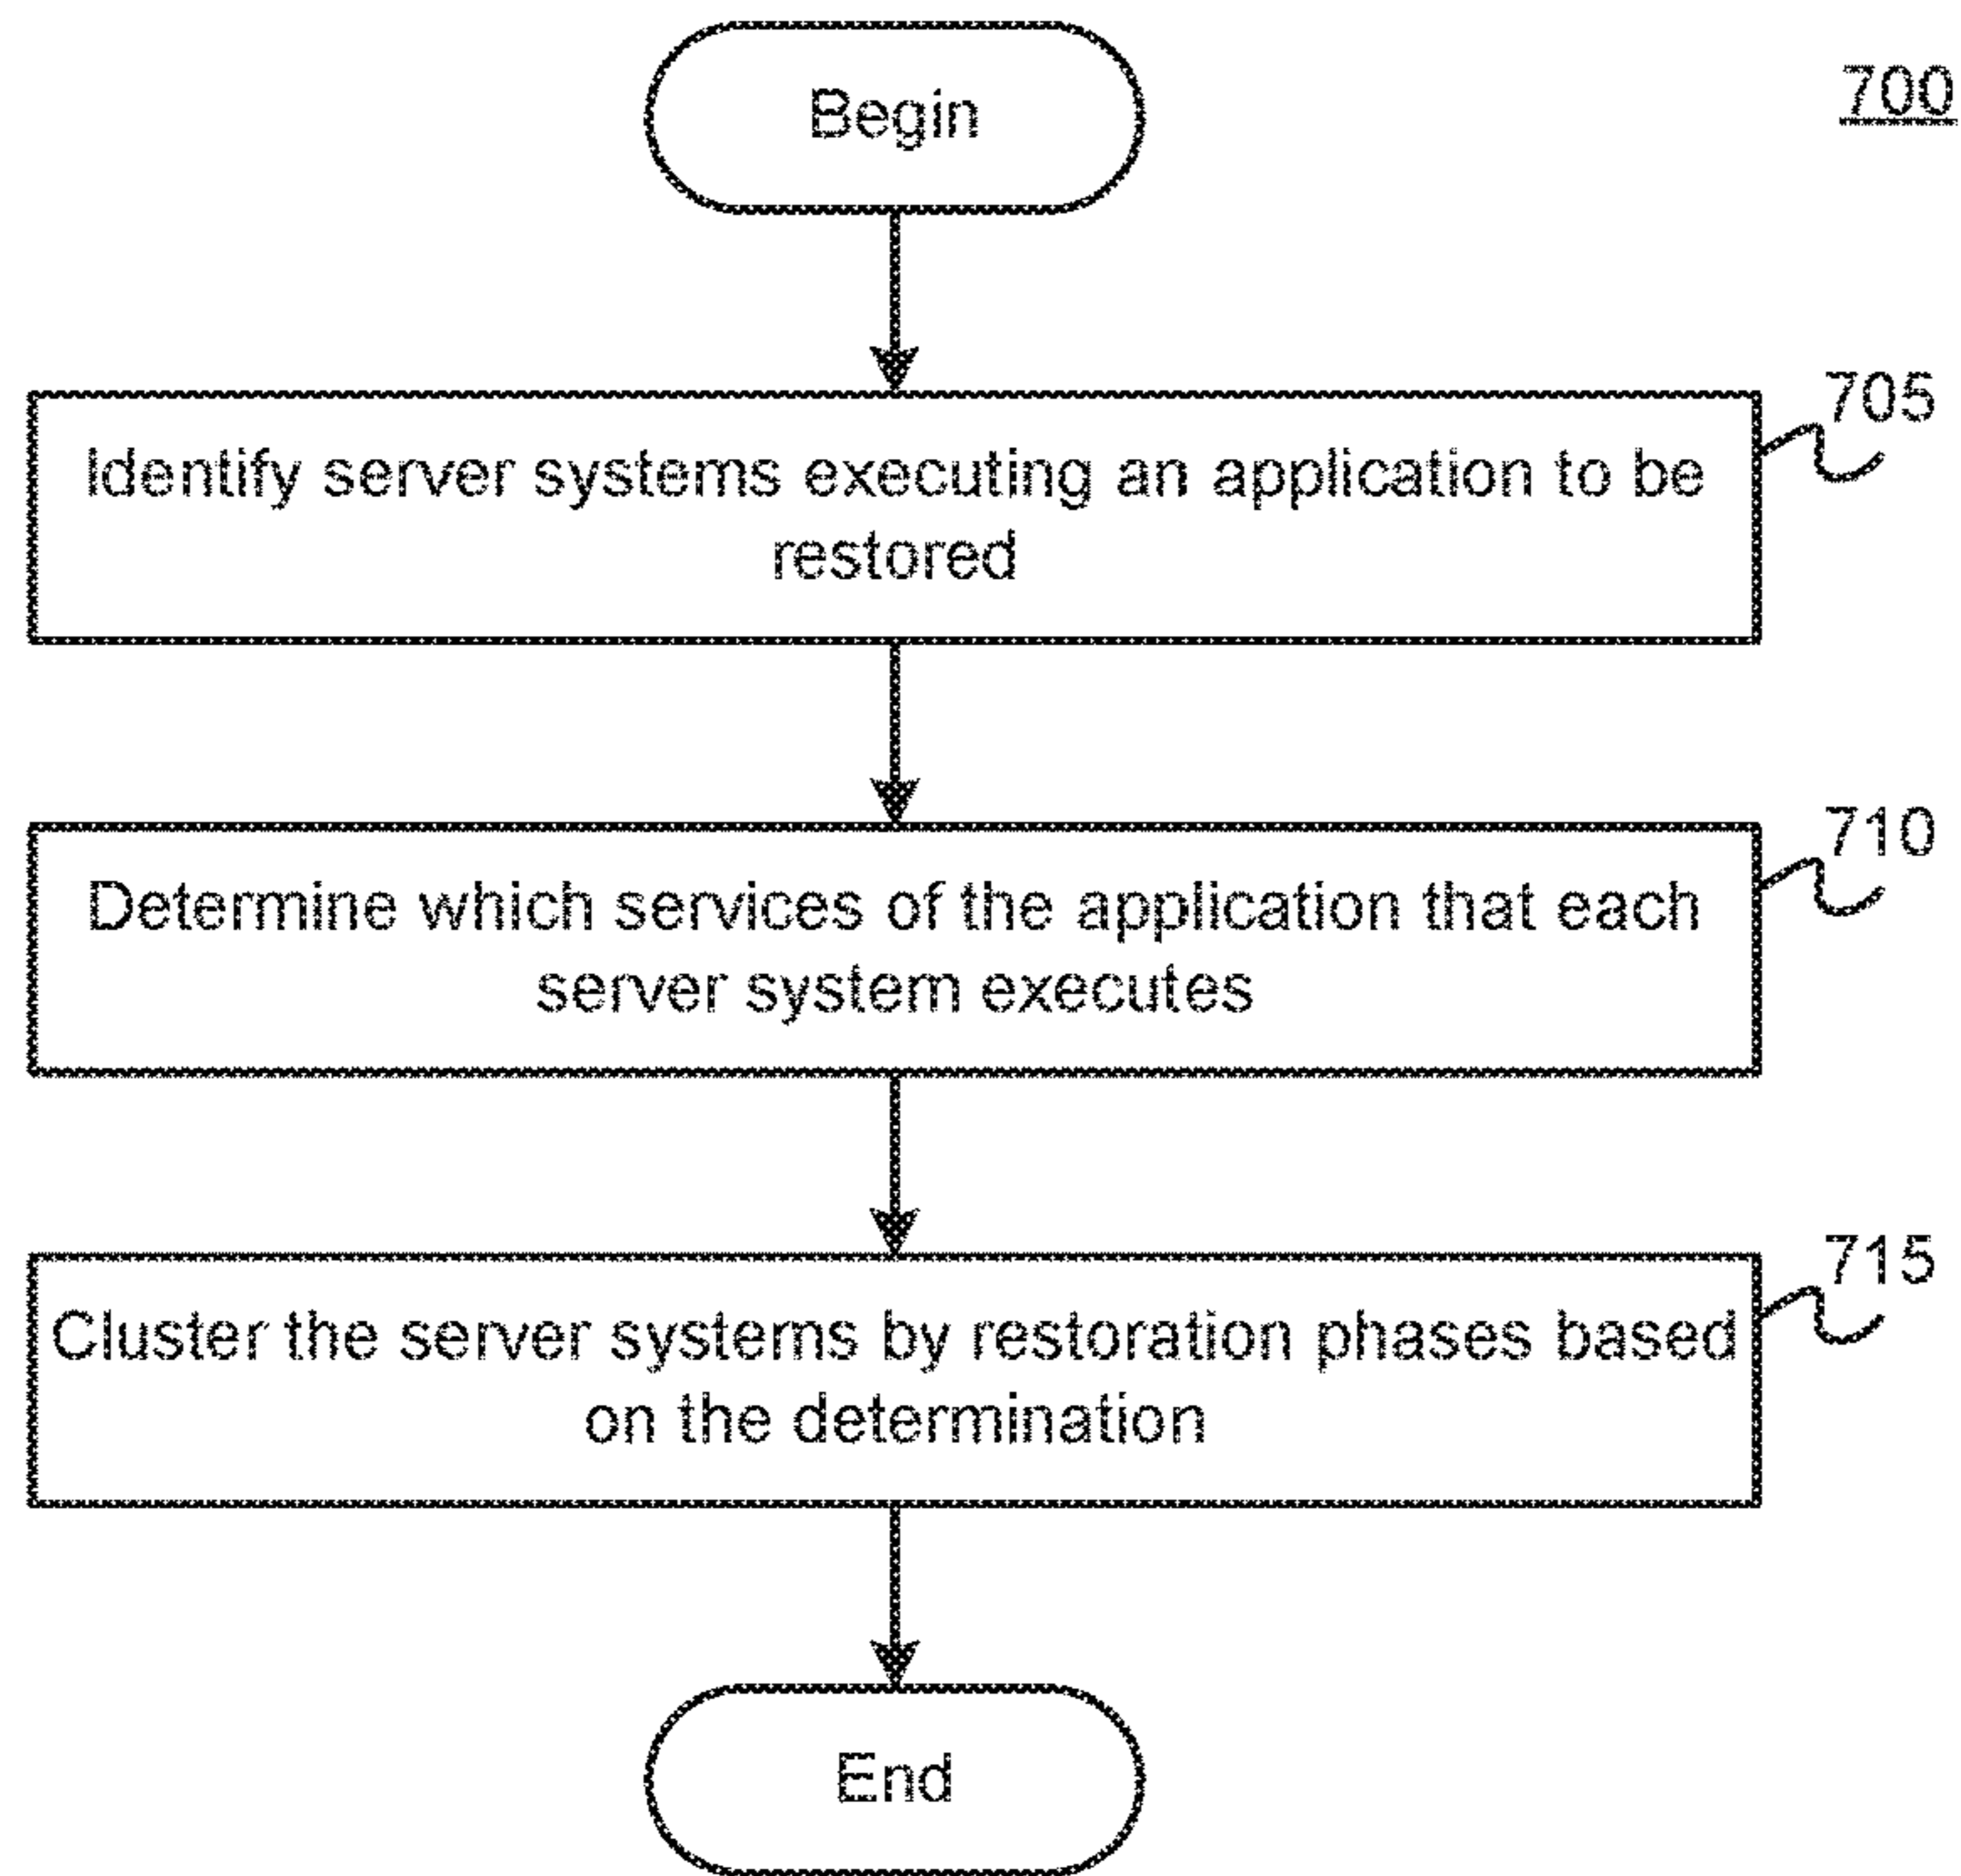 Begin
700
705
Identify server systems executing an application to be
restored
710
Determine which services of the application that each
server system executes
715
Cluster the server systems by restoration phases based
on the determination
End